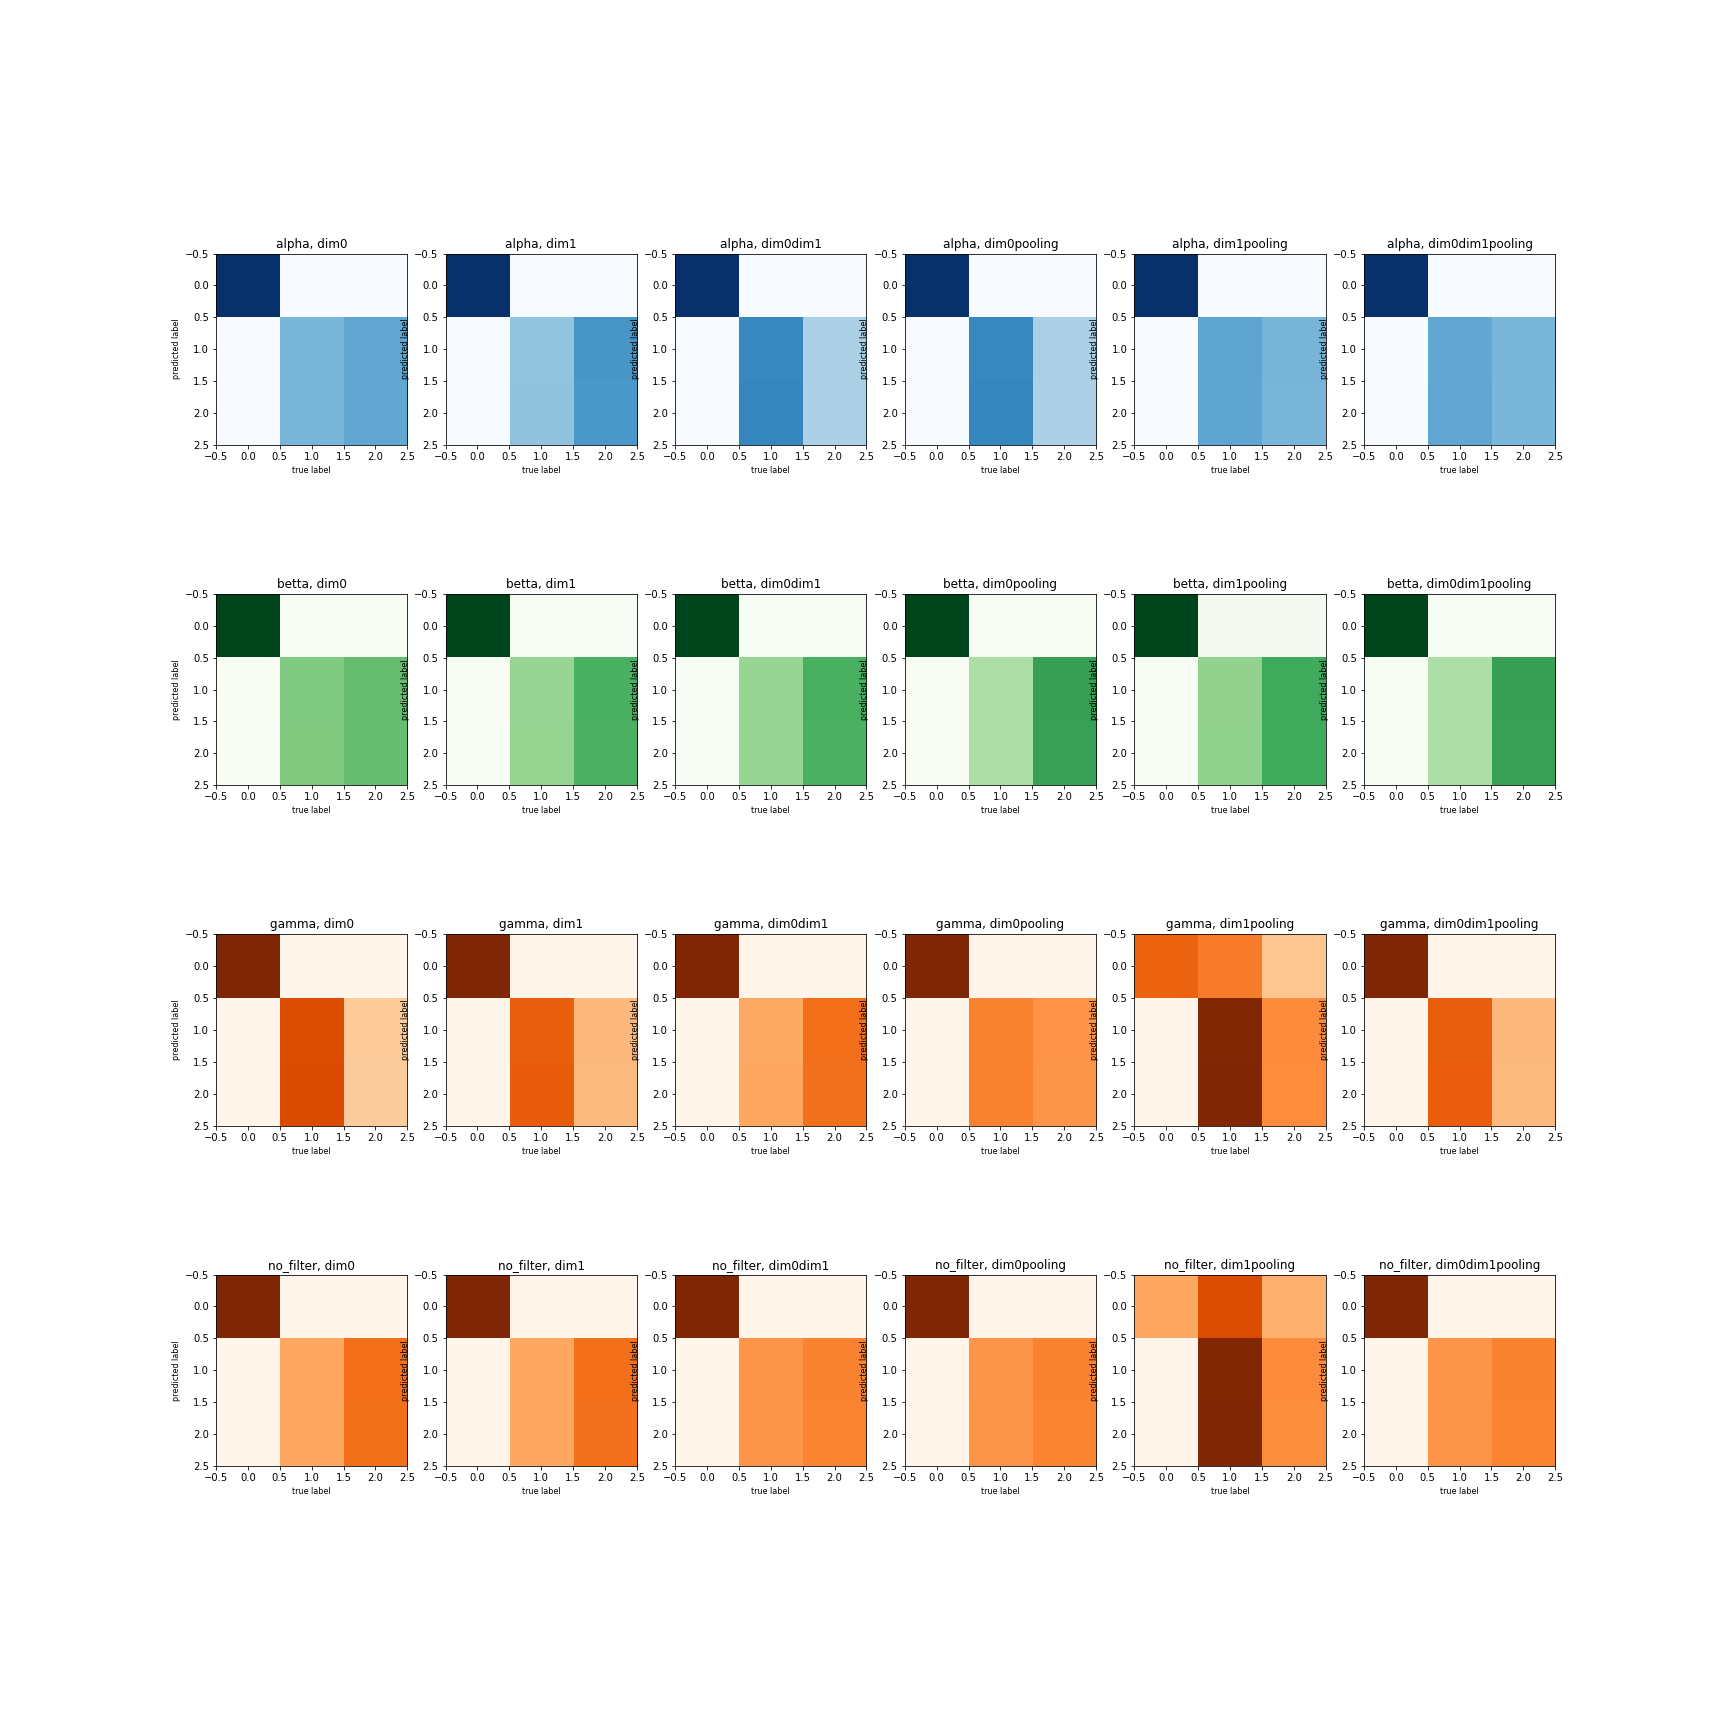 alpha, dim0 alpha, dim1 alpha, dim0dim1 alpha, dim0pooling alpha, dim1pooling alpha, dim0dim1pooling
−0.5 −0.5 −0.5 −0.5 −0.5 −0.5
0.0 0.0 0.0 0.0 0.0 0.0
0.5 0.5 0.5 0.5 0.5 0.5
predicted label predicted label predicted label predicted label predicted label predicted label
1.0 1.0 1.0 1.0 1.0 1.0
1.5 1.5 1.5 1.5 1.5 1.5
2.0 2.0 2.0 2.0 2.0 2.0
2.5 2.5 2.5 2.5 2.5 2.5
−0.5 0.0 0.5 1.0 1.5 2.0 2.5 −0.5 0.0 0.5 1.0 1.5 2.0 2.5 −0.5 0.0 0.5 1.0 1.5 2.0 2.5 −0.5 0.0 0.5 1.0 1.5 2.0 2.5 −0.5 0.0 0.5 1.0 1.5 2.0 2.5 −0.5 0.0 0.5 1.0 1.5 2.0 2.5
true label true label true label true label true label true label
betta, dim0 betta, dim1 betta, dim0dim1 betta, dim0pooling betta, dim1pooling betta, dim0dim1pooling
−0.5 −0.5 −0.5 −0.5 −0.5 −0.5
0.0 0.0 0.0 0.0 0.0 0.0
0.5 0.5 0.5 0.5 0.5 0.5
predicted label predicted label predicted label predicted label predicted label predicted label
1.0 1.0 1.0 1.0 1.0 1.0
1.5 1.5 1.5 1.5 1.5 1.5
2.0 2.0 2.0 2.0 2.0 2.0
2.5 2.5 2.5 2.5 2.5 2.5
−0.5 0.0 0.5 1.0 1.5 2.0 2.5 −0.5 0.0 0.5 1.0 1.5 2.0 2.5 −0.5 0.0 0.5 1.0 1.5 2.0 2.5 −0.5 0.0 0.5 1.0 1.5 2.0 2.5 −0.5 0.0 0.5 1.0 1.5 2.0 2.5 −0.5 0.0 0.5 1.0 1.5 2.0 2.5
true label true label true label true label true label true label
gamma, dim0 gamma, dim1 gamma, dim0dim1 gamma, dim0pooling gamma, dim1pooling gamma, dim0dim1pooling
−0.5 −0.5 −0.5 −0.5 −0.5 −0.5
0.0 0.0 0.0 0.0 0.0 0.0
0.5 0.5 0.5 0.5 0.5 0.5
predicted label predicted label predicted label predicted label predicted label predicted label
1.0 1.0 1.0 1.0 1.0 1.0
1.5 1.5 1.5 1.5 1.5 1.5
2.0 2.0 2.0 2.0 2.0 2.0
2.5 2.5 2.5 2.5 2.5 2.5
−0.5 0.0 0.5 1.0 1.5 2.0 2.5 −0.5 0.0 0.5 1.0 1.5 2.0 2.5 −0.5 0.0 0.5 1.0 1.5 2.0 2.5 −0.5 0.0 0.5 1.0 1.5 2.0 2.5 −0.5 0.0 0.5 1.0 1.5 2.0 2.5 −0.5 0.0 0.5 1.0 1.5 2.0 2.5
true label true label true label true label true label true label
no_filter, dim0 no_filter, dim1 no_filter, dim0dim1 no_filter, dim0pooling no_filter, dim1pooling no_filter, dim0dim1pooling
−0.5 −0.5 −0.5 −0.5 −0.5 −0.5
0.0 0.0 0.0 0.0 0.0 0.0
0.5 0.5 0.5 0.5 0.5 0.5
predicted label predicted label predicted label predicted label predicted label predicted label
1.0 1.0 1.0 1.0 1.0 1.0
1.5 1.5 1.5 1.5 1.5 1.5
2.0 2.0 2.0 2.0 2.0 2.0
2.5 2.5 2.5 2.5 2.5 2.5
−0.5 0.0 0.5 1.0 1.5 2.0 2.5 −0.5 0.0 0.5 1.0 1.5 2.0 2.5 −0.5 0.0 0.5 1.0 1.5 2.0 2.5 −0.5 0.0 0.5 1.0 1.5 2.0 2.5 −0.5 0.0 0.5 1.0 1.5 2.0 2.5 −0.5 0.0 0.5 1.0 1.5 2.0 2.5
true label true label true label true label true label true label